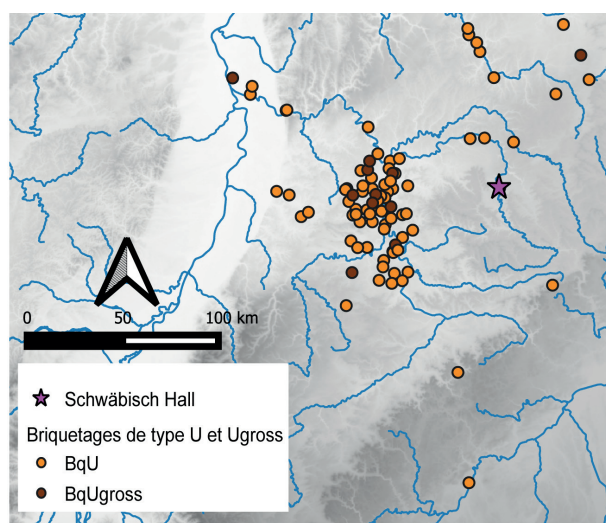 0 50 100 km
Schwäbisch Hall
Briquetages de type U et Ugross
BqU
BqUgross